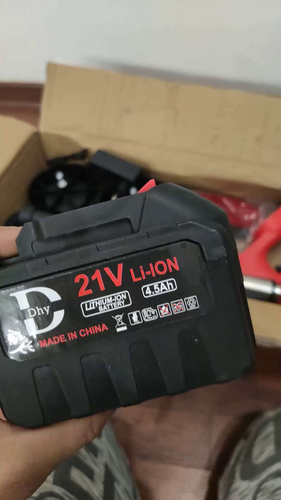 21V Li-ION
Dhy
LITHIUM-ION
BATTERY
4.5Ah
MADE IN CHINA